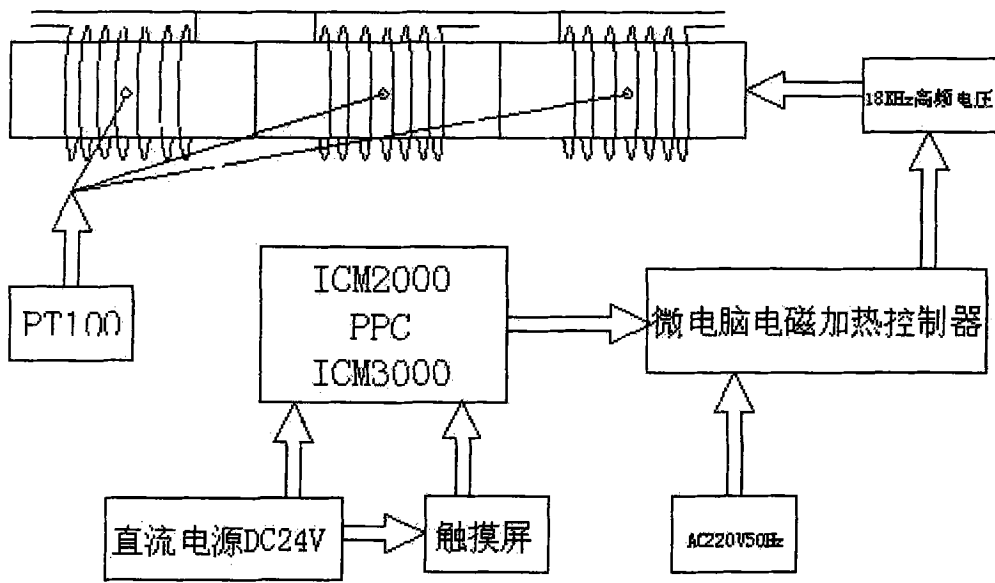 18KHz高频电压
PT100
ICM2000
PPC
ICM3000
微电脑电磁加热控制器
直流电源DC24V
触摸屏
AC220V50Hz